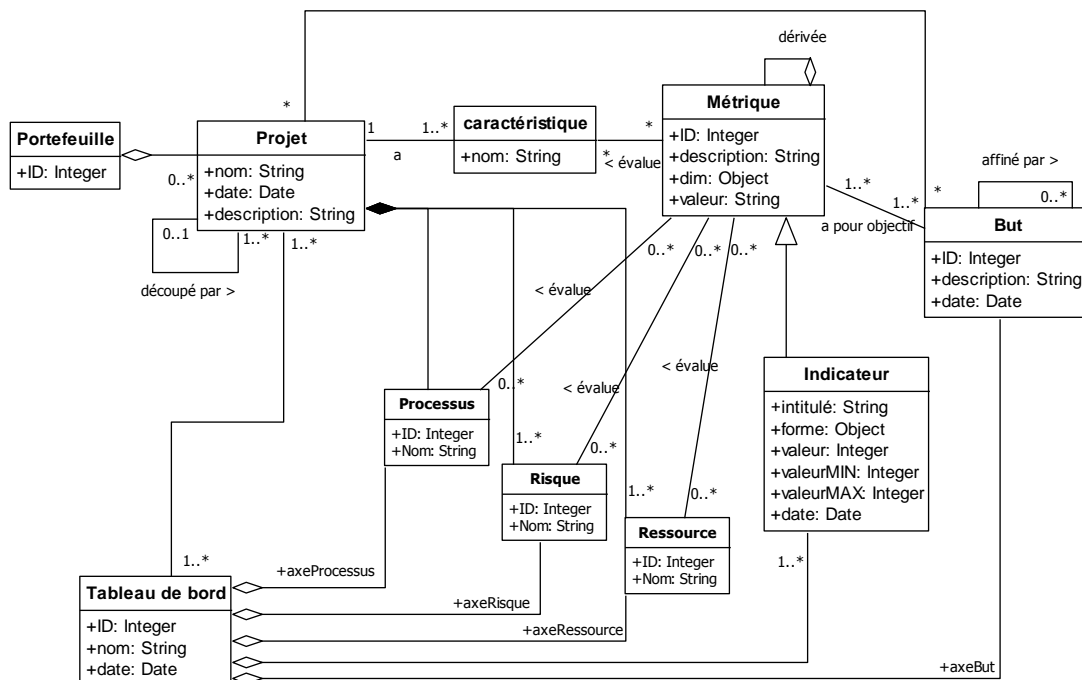 dérivée
Portefeuille
+ID: Integer
*
Projet
+nom: String
+date: Date
+description: String
0..*
1
a
1..*
caractéristique
+nom: String
*
*
< évalue
Métrique
+ID: Integer
+description: String
+dim: Object
+valeur: String
affiné par >
0..*
*
1..*
1..*
a pour objectif
But
+ID: Integer
+description: String
+date: Date
0..1
1..*
1..*
découpé par >
0..*
0..*
0..*
< évalue
< évalue
< évalue
0..*
Processus
+ID: Integer
+Nom: String
1..*
0..*
Risque
+ID: Integer
+Nom: String
1..*
0..*
Ressource
+ID: Integer
+Nom: String
Indicateur
+intitulé: String
+forme: Object
+valeur: Integer
+valeurMIN: Integer
+valeurMAX: Integer
+date: Date
1..*
1..*
Tableau de bord
+ID: Integer
+nom: String
+date: Date
+axeProcessus
+axeRisque
+axeRessource
+axeBut